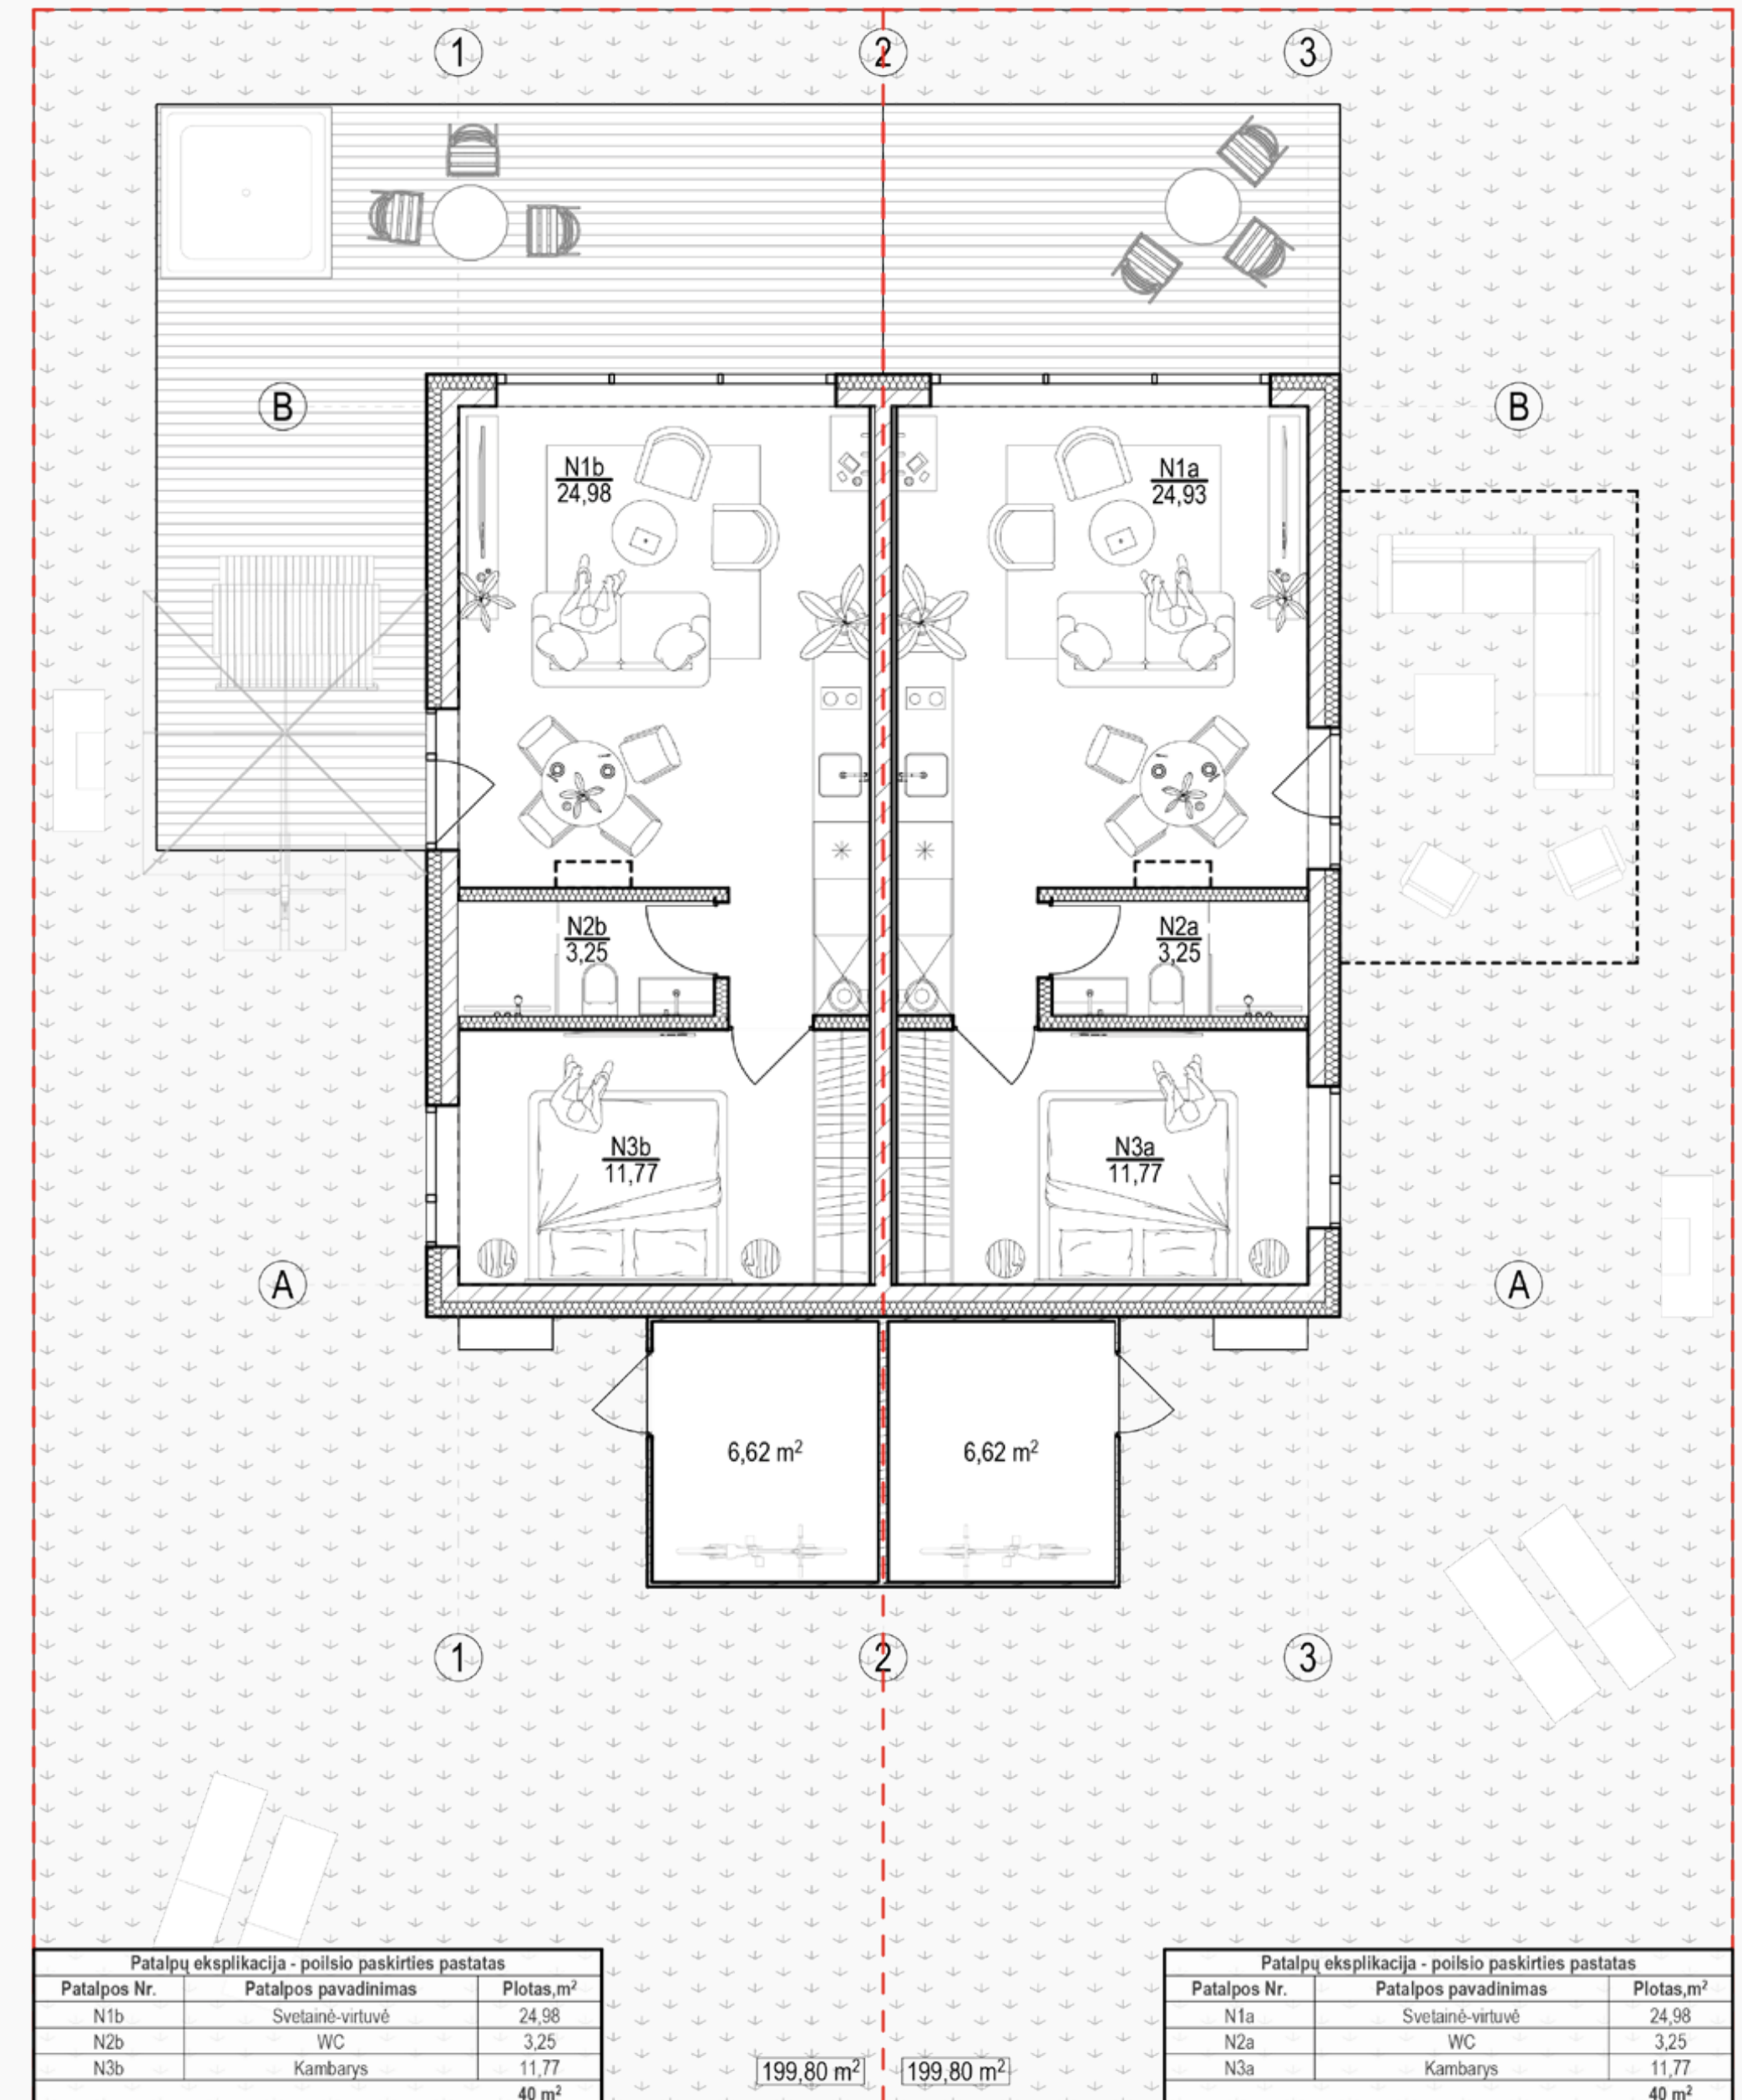 1 2 3
B B
N1b N1a
24,98 24,93
N2b N2a
3,25 3,25
N3b N3a
11,77 11,77
A A
6,62 m² 6,62 m²
1 2 3
Patalpų eksplikacija - poilsio paskirties pastatas
Patalpos Nr. Patalpos pavadinimas Plotas,m²
N1b Svetainė-virtuvė 24,98
N2b WC 3,25
N3b Kambarys 11,77
40 m²
199,80 m² 199,80 m²
Patalpų eksplikacija - poilsio paskirties pastatas
Patalpos Nr. Patalpos pavadinimas Plotas,m²
N1a Svetainė-virtuvė 24,98
N2a WC 3,25
N3a Kambarys 11,77
40 m²